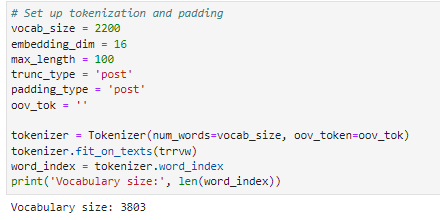 # Set up tokenization and padding
vocab_size = 2200
embedding_dim = 16
max_length = 100
trunc_type = 'post'
padding_type = 'post'
oov_tok = ''
tokenizer = Tokenizer(num_words=vocab_size, oov_token=oov_tok)
tokenizer.fit_on_texts(trrvw)
word_index = tokenizer.word_index
print('Vocabulary size:', len(word_index))
Vocabulary size: 3803